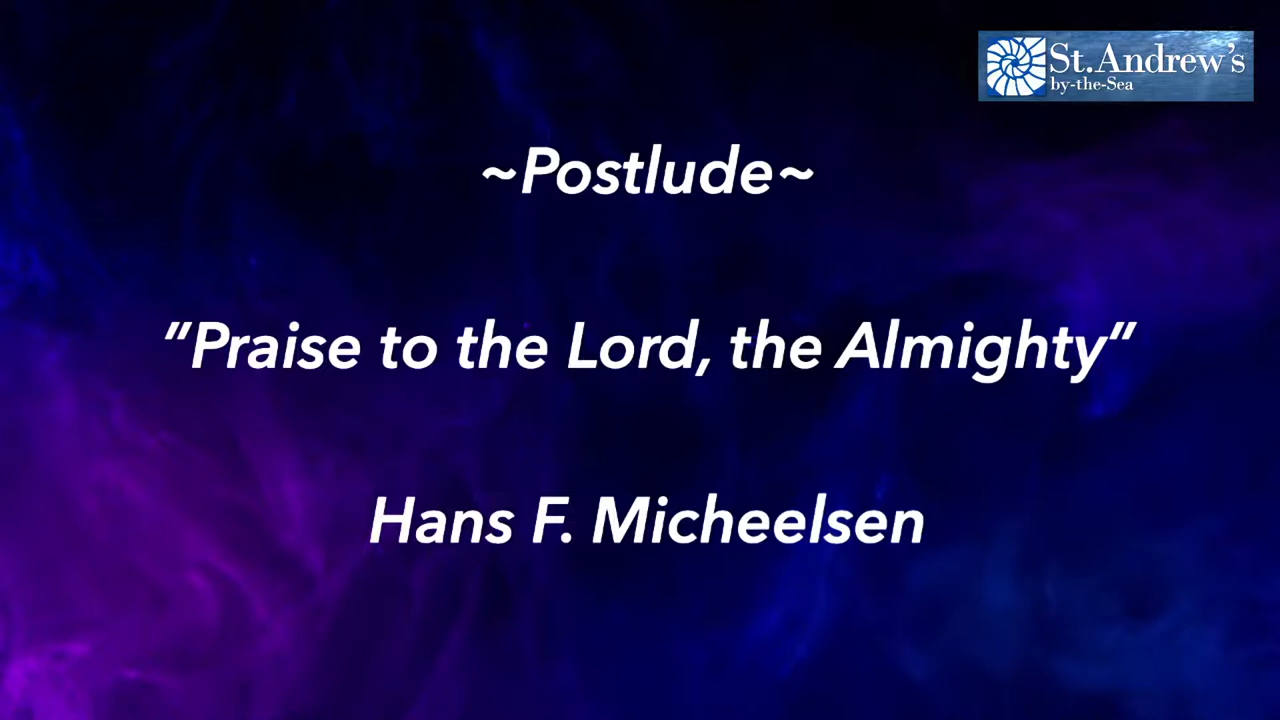 St. Andrew's
by-the-Sea
~Postlude~
"Praise to the Lord, the Almighty"
Hans F. Micheelsen